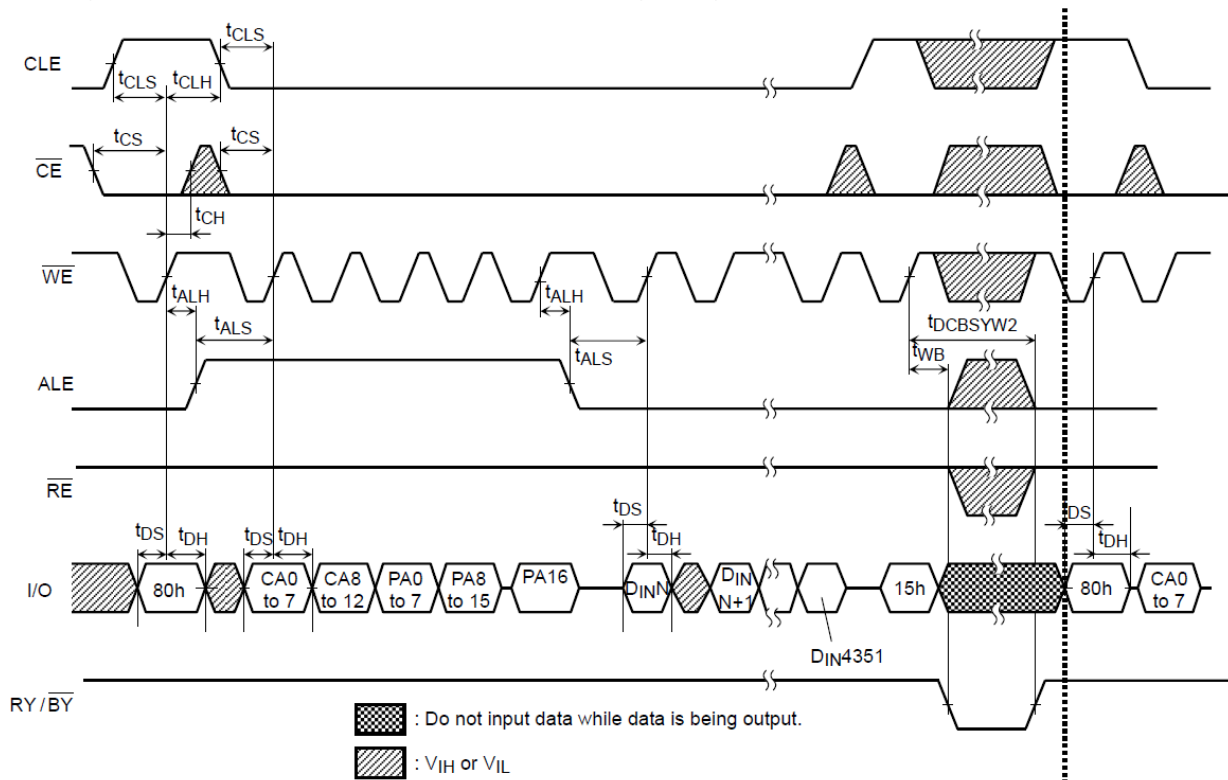 tCLS
CLE
tCLS tCLH
tCS tCS
CE
tCH
WE
tALH tALH
tALS tDCBSYW2
tALS tWB
ALE
RE
tDS DS
tDS tDH tDS tDH tDH tDH
I/O 80h CA0 to 7 CA8 to 12 PA0 to 7 PA8 to 15 PA16 DINN DIN N+1 15h 80h CA0 to 7
DIN4351
RY/BY
: Do not input data while data is being output.
: VIH or VIL